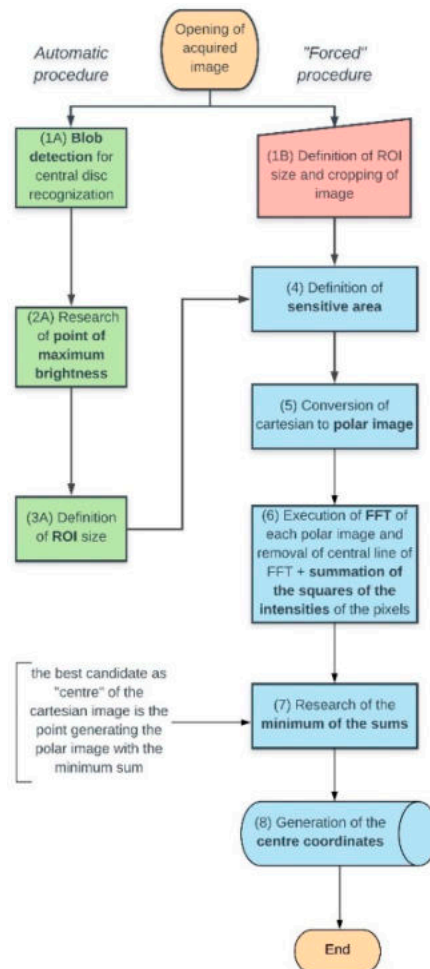 Opening of
acquired
image
Automatic
procedure
"Forced"
procedure
(1A) Blob
detection for
central disc
recognization
(1B) Definition of ROI
size and cropping of
image
(2A) Research
of point of
maximum
brightness
(3A) Definition
of ROI size
(4) Definition of
sensitive area
(5) Conversion of
cartesian to polar image
(6) Execution of FFT of
each polar image and
removal of central line of
FFT + summation of
the squares of the
intensities of the pixels
the best candidate as
"centre" of the
cartesian image is the
point generating the
polar image with the
minimum sum
(7) Research of the
minimum of the sums
(8) Generation of the
centre coordinates
End